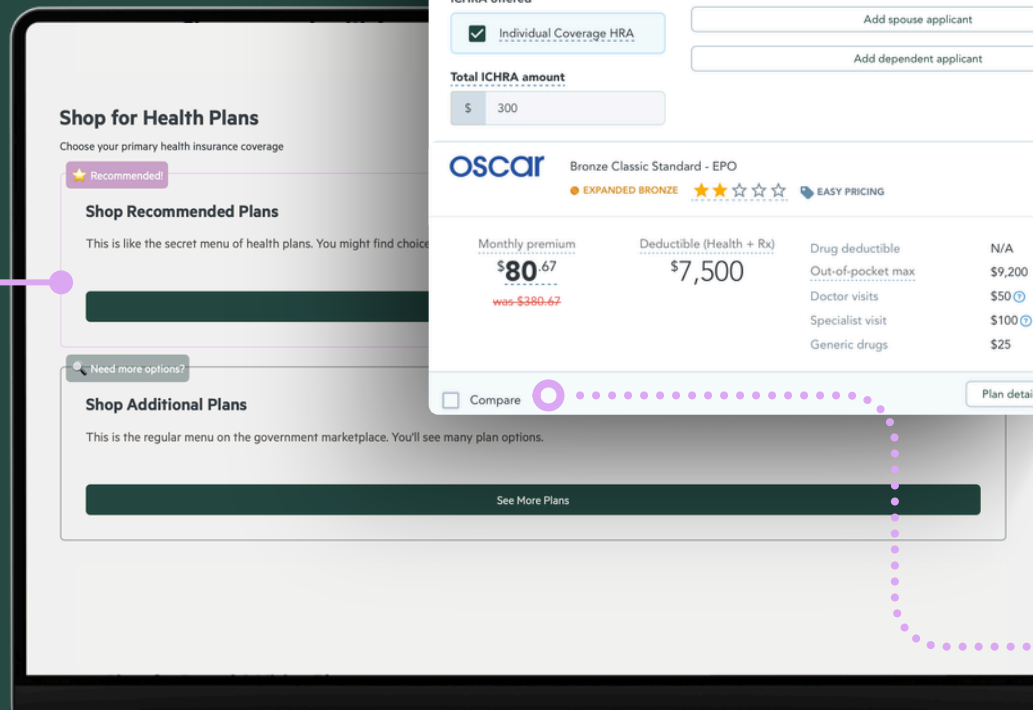 Shop for Health Plans
Choose your primary health insurance coverage
Recommended!
Shop Recommended Plans
This is like the secret menu of health plans. You might find choice
Need more options?
Shop Additional Plans
This is the regular menu on the government marketplace. You'll see many plan options.
See More Plans
ICHRA offered
Individual Coverage HRA
Total ICHRA amount
$ 300
Add spouse applicant
Add dependent applicant
oscar
Bronze Classic Standard - EPO
EXPANDED BRONZE
EASY PRICING
Monthly premium
$80.67
was $380.67
Deductible (Health + Rx)
$7,500
Drug deductible N/A
Out-of-pocket max $9,200
Doctor visits $50
Specialist visit $100
Generic drugs $25
Compare
Plan detai